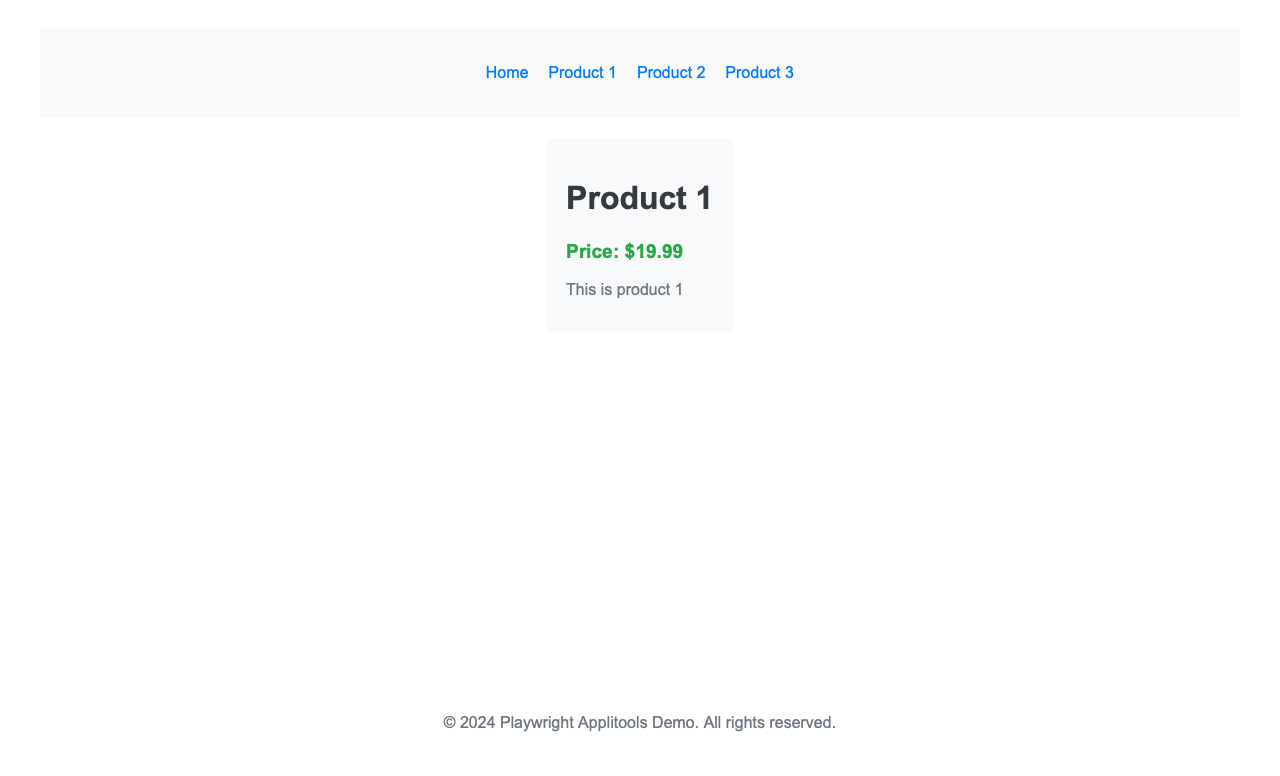 Home Product 1 Product 2 Product 3
Product 1
Price: $19.99
This is product 1
© 2024 Playwright Applitools Demo. All rights reserved.